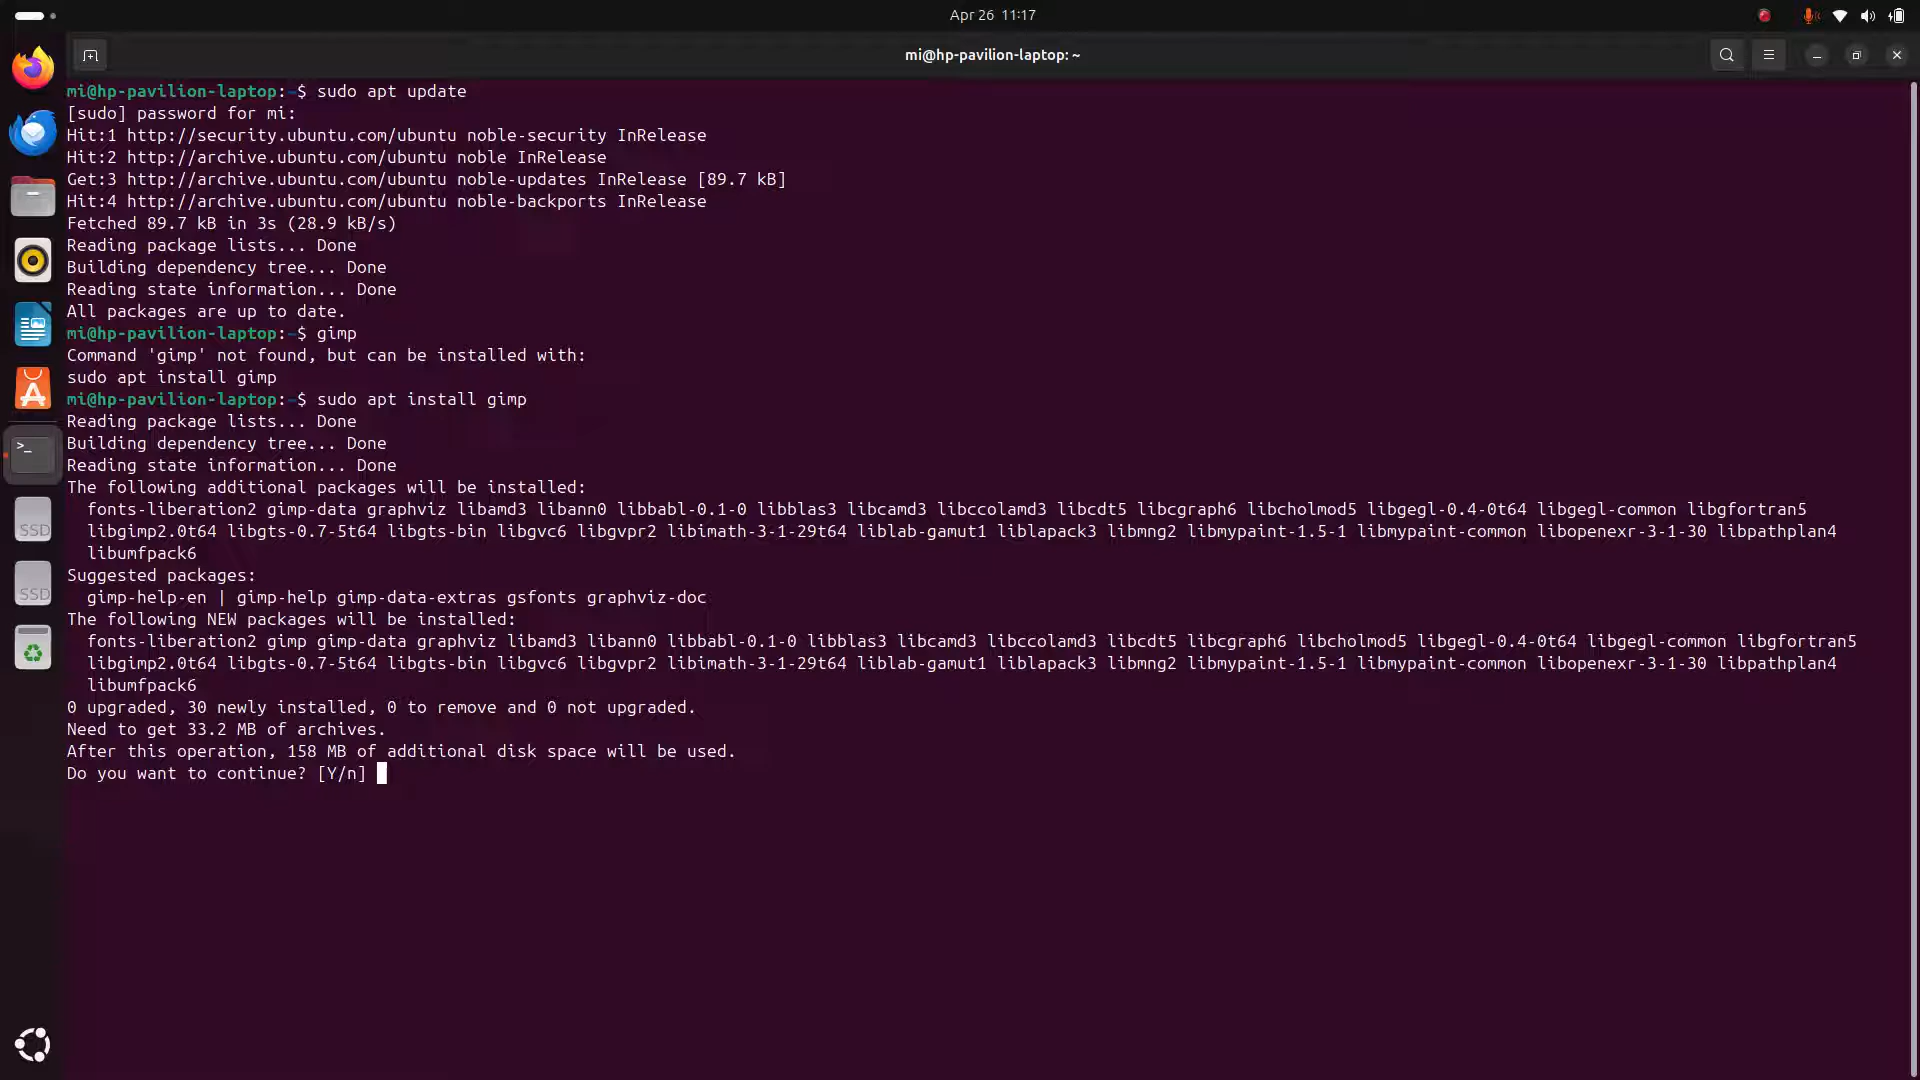 Apr 26 11:17
mi@hp-pavilion-laptop: ~
mi@hp-pavilion-laptop:~$ sudo apt update
[sudo] password for mi:
Hit:1 http://security.ubuntu.com/ubuntu noble-security InRelease
Hit:2 http://archive.ubuntu.com/ubuntu noble InRelease
Get:3 http://archive.ubuntu.com/ubuntu noble-updates InRelease [89.7 kB]
Hit:4 http://archive.ubuntu.com/ubuntu noble-backports InRelease
Fetched 89.7 kB in 3s (28.9 kB/s)
Reading package lists... Done
Building dependency tree... Done
Reading state information... Done
All packages are up to date.
mi@hp-pavilion-laptop:~$ gimp
Command 'gimp' not found, but can be installed with:
sudo apt install gimp
mi@hp-pavilion-laptop:~$ sudo apt install gimp
Reading package lists... Done
Building dependency tree... Done
Reading state information... Done
The following additional packages will be installed:
fonts-liberation2 gimp-data graphviz libamd3 libann0 libbabl-0.1-0 libblas3 libcamd3 libccolamd3 libcdt5 libcgraph6 libcholmod5 libgegl-0.4-0t64 libgegl-common libgfortran5
libgimp2.0t64 libgts-0.7-5t64 libgts-bin libgvc6 libgvpr2 libimath-3-1-29t64 liblab-gamut1 liblapack3 libmng2 libmypaint-1.5-1 libmypaint-common libopenexr-3-1-30 libpathplan4
libumfpack6
Suggested packages:
gimp-help-en | gimp-help gimp-data-extras gsfonts graphviz-doc
The following NEW packages will be installed:
fonts-liberation2 gimp gimp-data graphviz libamd3 libann0 libbabl-0.1-0 libblas3 libcamd3 libccolamd3 libcdt5 libcgraph6 libcholmod5 libgegl-0.4-0t64 libgegl-common libgfortran5
libgimp2.0t64 libgts-0.7-5t64 libgts-bin libgvc6 libgvpr2 libimath-3-1-29t64 liblab-gamut1 liblapack3 libmng2 libmypaint-1.5-1 libmypaint-common libopenexr-3-1-30 libpathplan4
libumfpack6
0 upgraded, 30 newly installed, 0 to remove and 0 not upgraded.
Need to get 33.2 MB of archives.
After this operation, 158 MB of additional disk space will be used.
Do you want to continue? [Y/n]
>_
SSD
SSD